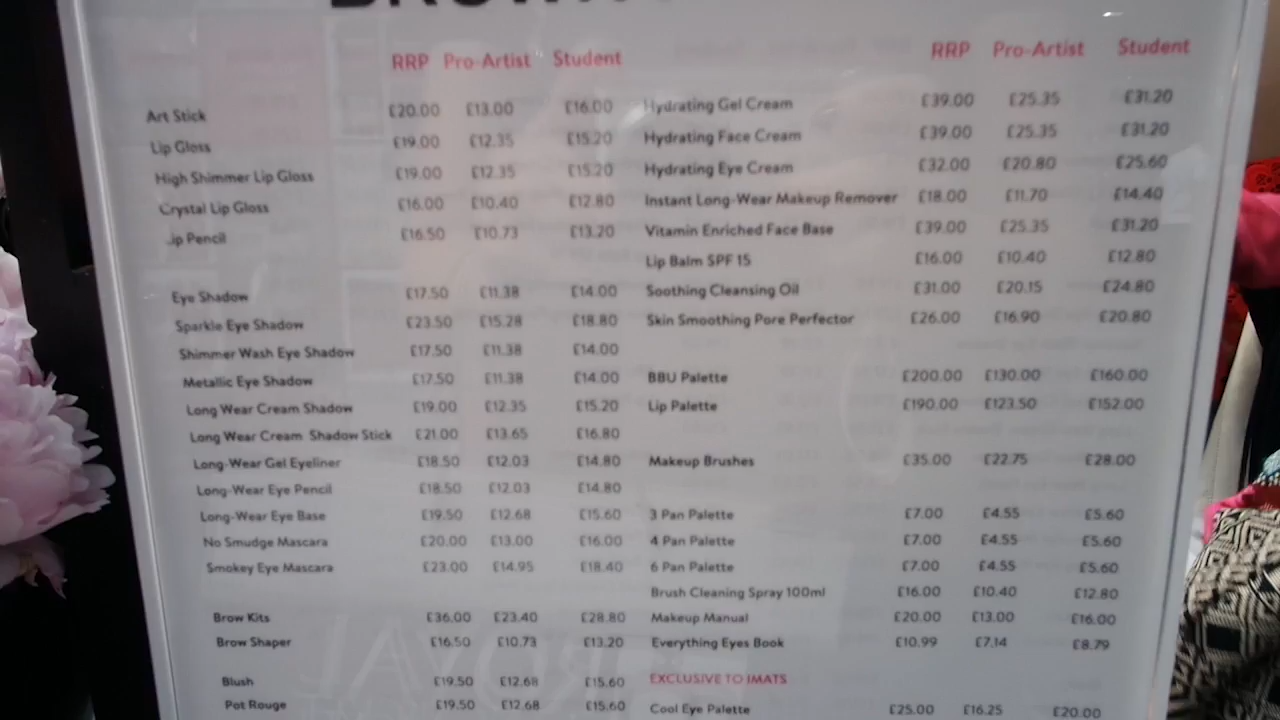 RRP Pro-Artist Student
Art Stick £20.00 £13.00 £16.00
Lip Gloss £19.00 £12.35 £15.20
High Shimmer Lip Gloss £19.00 £12.35 £15.20
Crystal Lip Gloss £16.00 £10.40 £12.80
Lip Pencil £16.50 £10.73 £13.20
Eye Shadow £17.50 £11.38 £14.00
Sparkle Eye Shadow £23.50 £15.28 £18.80
Shimmer Wash Eye Shadow £17.50 £11.38 £14.00
Metallic Eye Shadow £17.50 £11.38 £14.00
Long Wear Cream Shadow £19.00 £12.35 £15.20
Long Wear Cream Shadow Stick £21.00 £13.65 £16.80
Long-Wear Gel Eyeliner £18.50 £12.03 £14.80
Long-Wear Eye Pencil £18.50 £12.03 £14.80
Long-Wear Eye Base £19.50 £12.68 £15.60
No Smudge Mascara £20.00 £13.00 £16.00
Smokey Eye Mascara £23.00 £14.95 £18.40
Brow Kits £36.00 £23.40 £28.80
Brow Shaper £16.50 £10.73 £13.20
Blush £19.50 £12.68 £15.60
Pot Rouge £19.50 £12.68 £15.60
RRP Pro-Artist Student
Hydrating Gel Cream £39.00 £25.35 £31.20
Hydrating Face Cream £39.00 £25.35 £31.20
Hydrating Eye Cream £32.00 £20.80 £25.60
Instant Long-Wear Makeup Remover £18.00 £11.70 £14.40
Vitamin Enriched Face Base £39.00 £25.35 £31.20
Lip Balm SPF 15 £16.00 £10.40 £12.80
Soothing Cleansing Oil £31.00 £20.15 £24.80
Skin Smoothing Pore Perfector £26.00 £16.90 £20.80
BBU Palette £200.00 £130.00 £160.00
Lip Palette £190.00 £123.50 £152.00
Makeup Brushes £35.00 £22.75 £28.00
3 Pan Palette £7.00 £4.55 £5.60
4 Pan Palette £7.00 £4.55 £5.60
6 Pan Palette £7.00 £4.55 £5.60
Brush Cleaning Spray 100ml £16.00 £10.40 £12.80
Makeup Manual £20.00 £13.00 £16.00
Everything Eyes Book £10.99 £7.14 £8.79
EXCLUSIVE TO IMATS
Cool Eye Palette £25.00 £16.25 £20.00